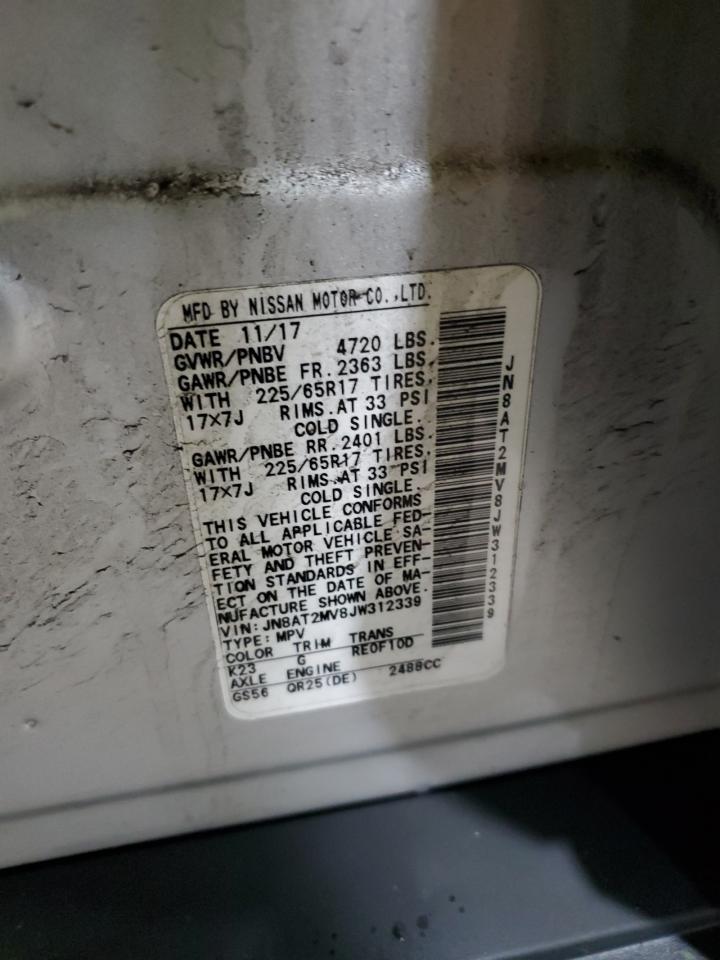 MFD BY NISSAN MOTOR CO.,LTD.
DATE 11/17
GVWR/PNBV 4720 LBS.
GAWR/PNBE FR. 2363 LBS.
WITH 225/65R17 TIRES,
17×7J RIMS.AT 33 PSI
COLD SINGLE.
GAWR/PNBE RR. 2401 LBS.
WITH 225/65R17 TIRES,
17×7J RIMS.AT 33 PSI
COLD SINGLE.
THIS VEHICLE CONFORMS
TO ALL APPLICABLE FED-
ERAL MOTOR VEHICLE SA-
FETY AND THEFT PREVEN-
TION STANDARDS IN EFF-
ECT ON THE DATE OF MA-
NUFACTURE SHOWN ABOVE.
VIN: JN8AT2MV8JW312339
TYPE: MPV
COLOR TRIM TRANS
K23 G RE0F10D
AXLE ENGINE
GS56 QR25(DE) 2488CC
JN8AT2MV8JW312339